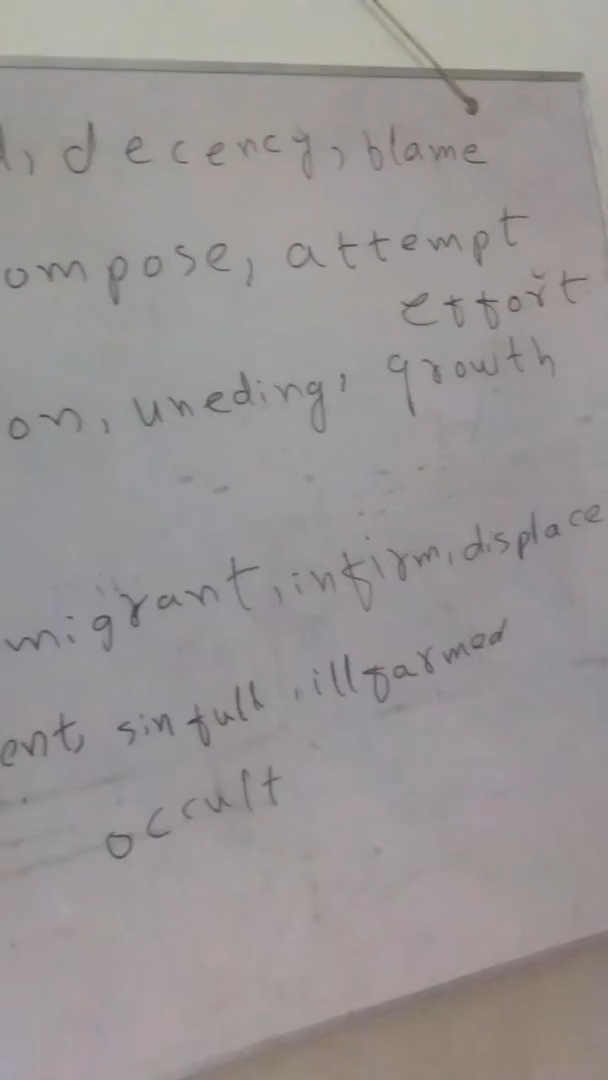 , decency, blame
ompose, attempt
effort
on, uneding, growth
migrant, infirm, displace
ent, sinfull, illfarmed
occult